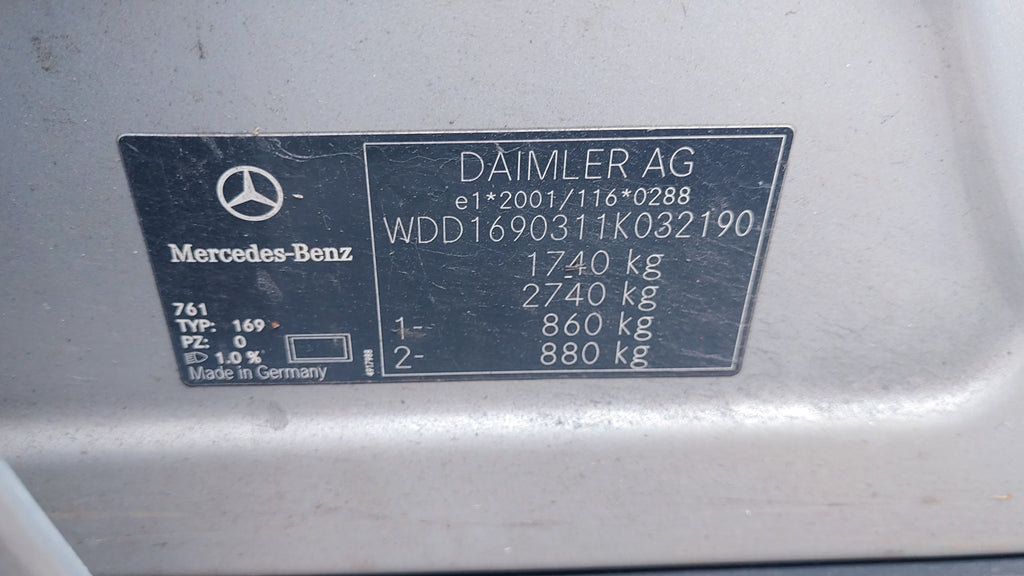 Mercedes-Benz
761
TYP: 169
PZ: 0
1.0 %
Made in Germany
DAIMLER AG
e1*2001/116*0288
WDD1690311K032190
1740 kg
2740 kg
1- 860 kg
2- 880 kg